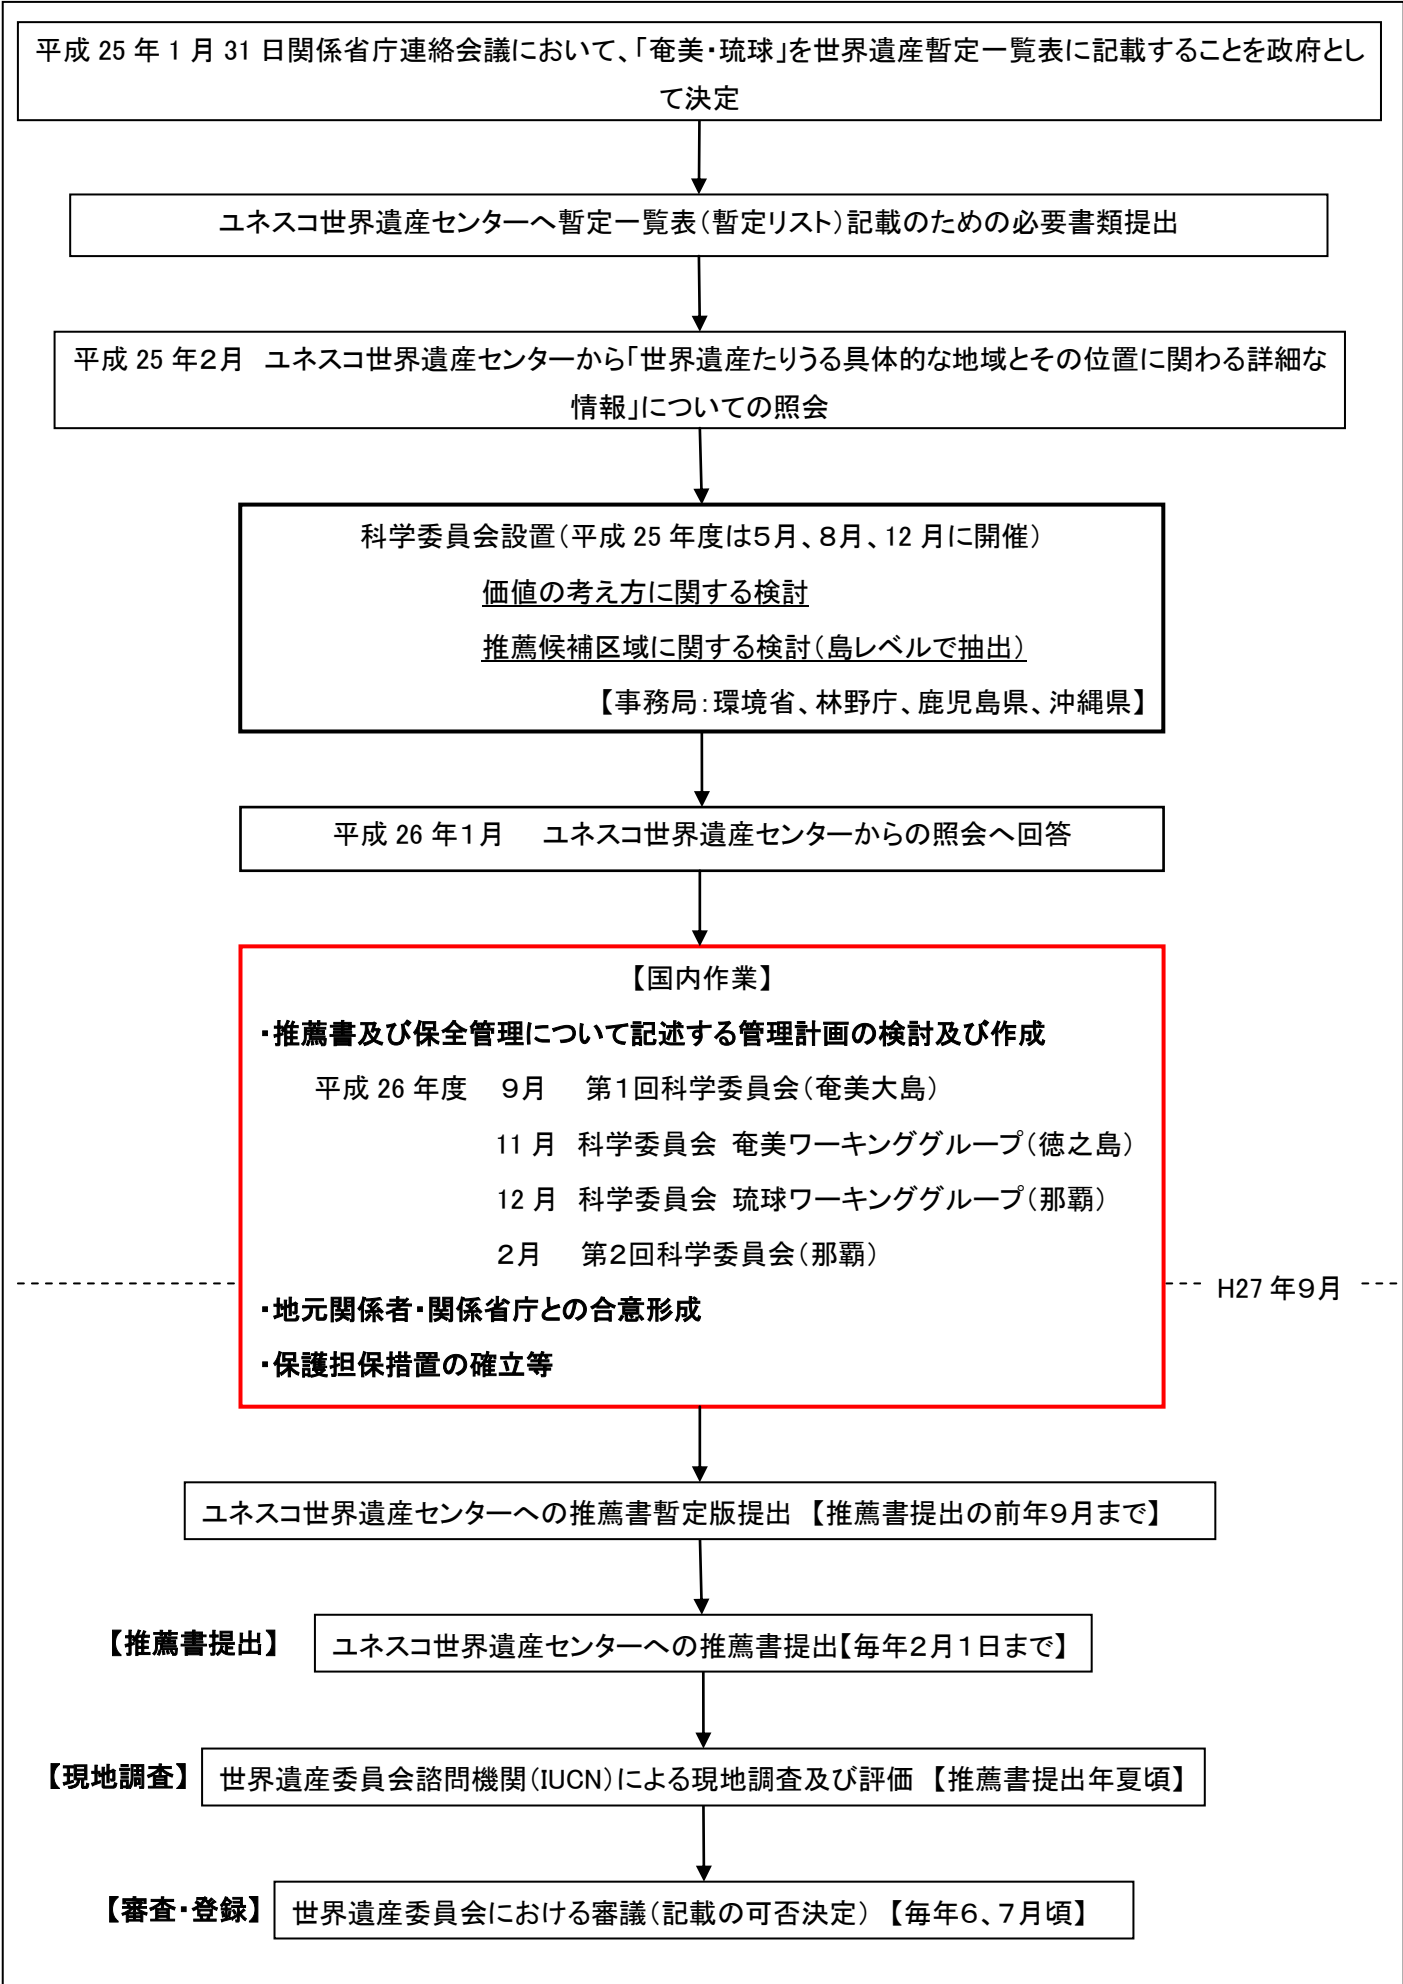 平成 25 年 1 月 31 日関係省庁連絡会議において、「奄美・琉球」を世界遺産暫定一覧表に記載することを政府とし
て決定
ユネスコ世界遺産センターへ暫定一覧表(暫定リスト)記載のための必要書類提出
平成 25 年2月 ユネスコ世界遺産センターから「世界遺産たりうる具体的な地域とその位置に関わる詳細な
情報」についての照会
科学委員会設置(平成 25 年度は5月、8月、12 月に開催)
価値の考え方に関する検討
推薦候補区域に関する検討(島レベルで抽出)
【事務局:環境省、林野庁、鹿児島県、沖縄県】
平成 26 年1月 ユネスコ世界遺産センターからの照会へ回答
【国内作業】
・推薦書及び保全管理について記述する管理計画の検討及び作成
平成 26 年度 9月 第1回科学委員会(奄美大島)
11 月 科学委員会 奄美ワーキンググループ(徳之島)
12 月 科学委員会 琉球ワーキンググループ(那覇)
2月 第2回科学委員会(那覇)
H27 年9月
・地元関係者・関係省庁との合意形成
・保護担保措置の確立等
ユネスコ世界遺産センターへの推薦書暫定版提出 【推薦書提出の前年9月まで】
【推薦書提出】 ユネスコ世界遺産センターへの推薦書提出【毎年2月1日まで】
【現地調査】 世界遺産委員会諮問機関(IUCN)による現地調査及び評価 【推薦書提出年夏頃】
【審査・登録】 世界遺産委員会における審議(記載の可否決定) 【毎年6、7月頃】